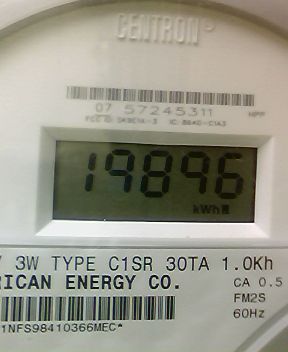 CENTRON
07 57245311
19896
kWh
3W TYPE C1SR 30TA 1.0Kh
RICAN ENERGY CO.
CA 0.5
FM2S
60Hz
1NFS98410366MEC*